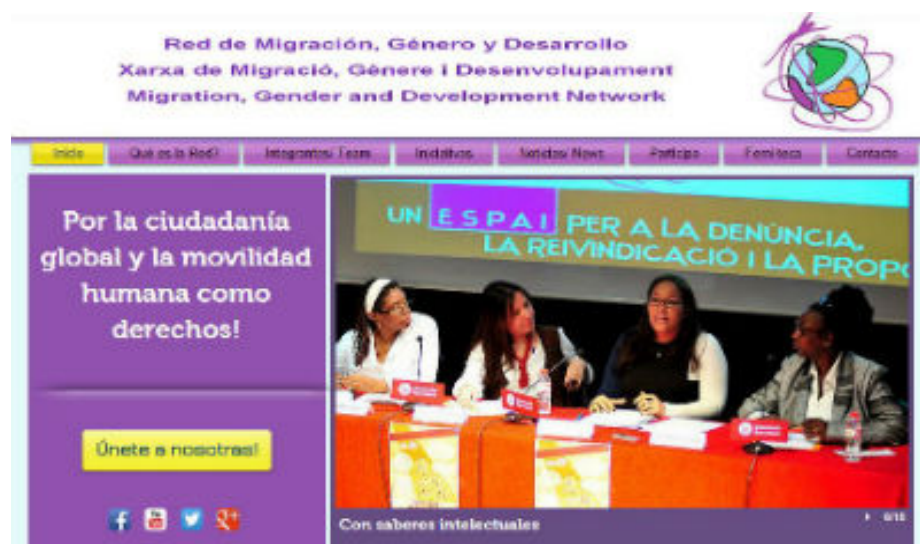 Red de Migración, Género y Desarrollo
Xarxa de Migració, Gènere i Desenvolupament
Migration, Gender and Development Network
Inicio
Qué es la Red?
Integrantes/ Team
Iniciativas
Noticias/ News
Participa
Femiteca
Contacto
Por la ciudadanía
global y la movilidad
humana como
derechos!
Únete a nosotras!
UN ESPAI PER A LA DENÚNCIA,
LA REIVINDICACIÓ I LA PROPO
Con saberes intelectuales